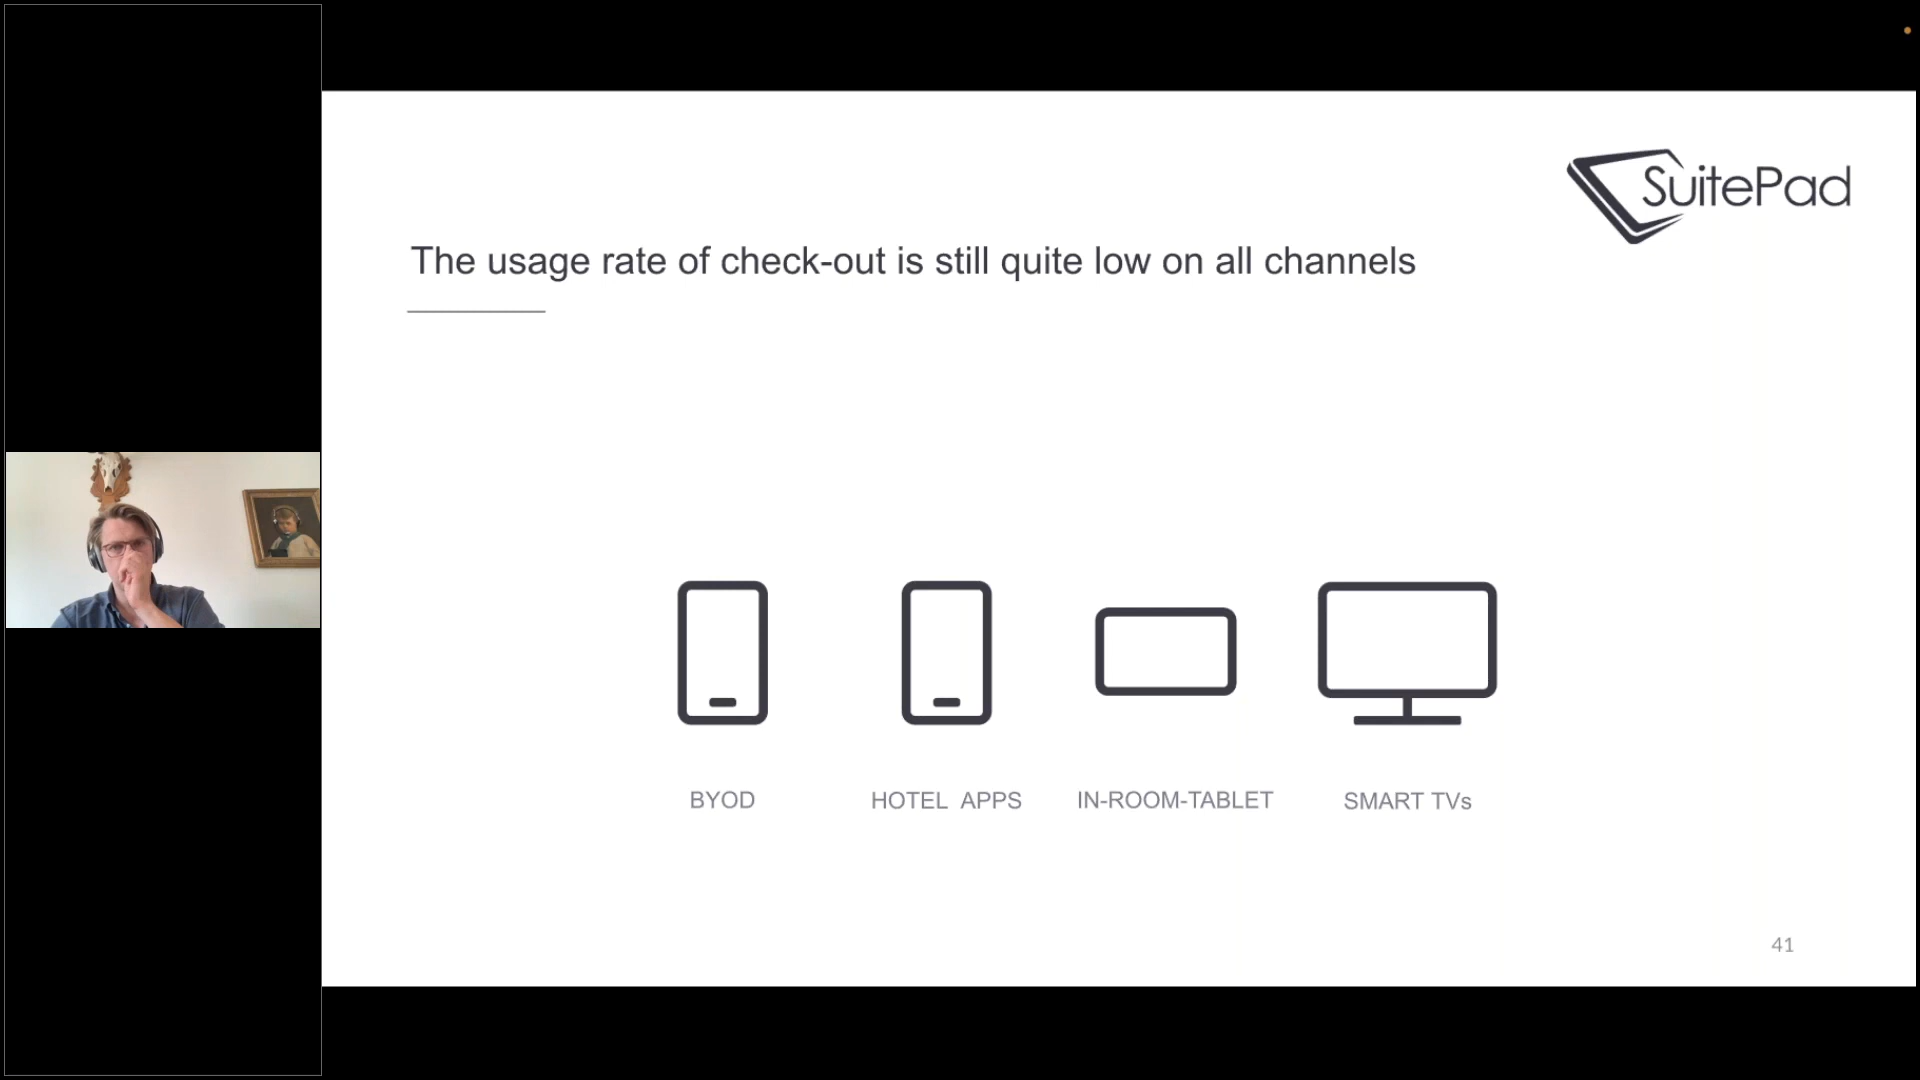 SuitePad
The usage rate of check-out is still quite low on all channels
BYOD
HOTEL APPS
IN-ROOM-TABLET
SMART TVs
41